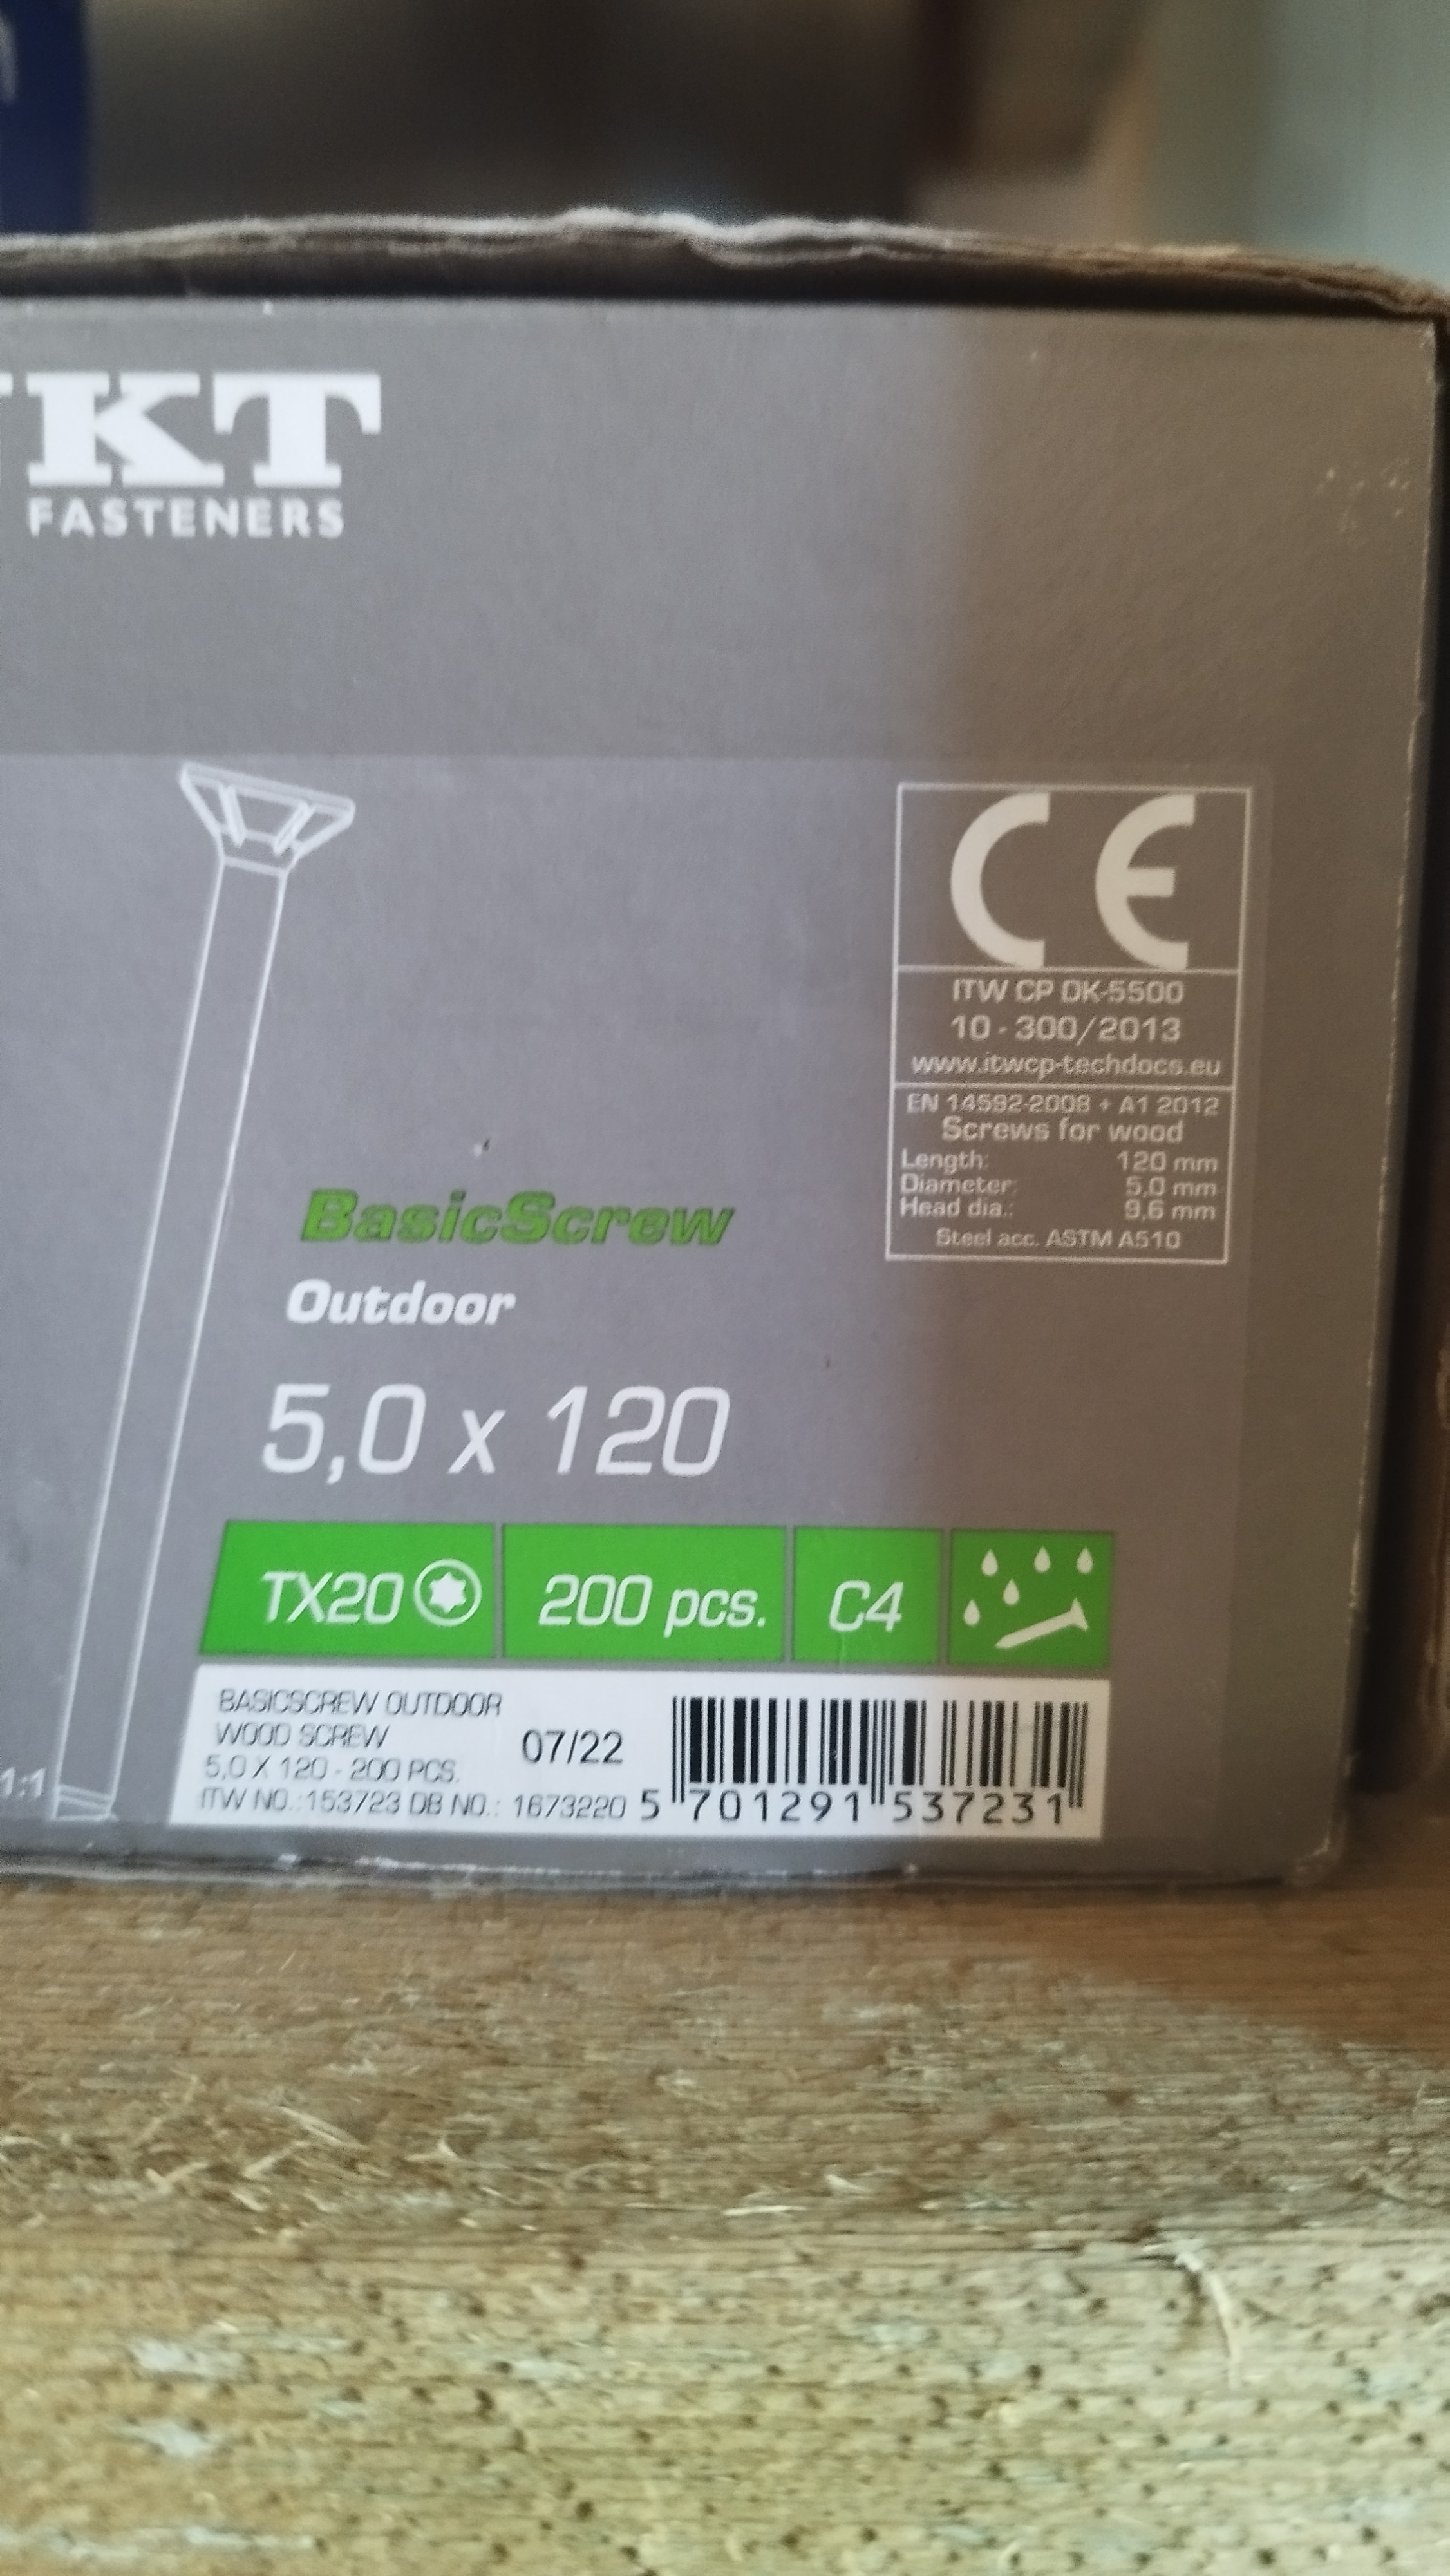 KT
FASTENERS
CE
ITW CP DK-5500
10 - 300/2013
www.itwcp-techdocs.eu
EN 14592-2008 + A1 2012
Screws for wood
Length: 120 mm
Diameter: 5,0 mm
Head dia.: 9,6 mm
Steel acc. ASTM A510
BasicScrew
Outdoor
5,0 x 120
TX20 200 pcs. C4
1:1
BASICSCREW OUTDOOR
WOOD SCREW
07/22
5,0 X 120 - 200 PCS.
ITW NO.:153723 DB NO.: 1673220
5 701291 537231